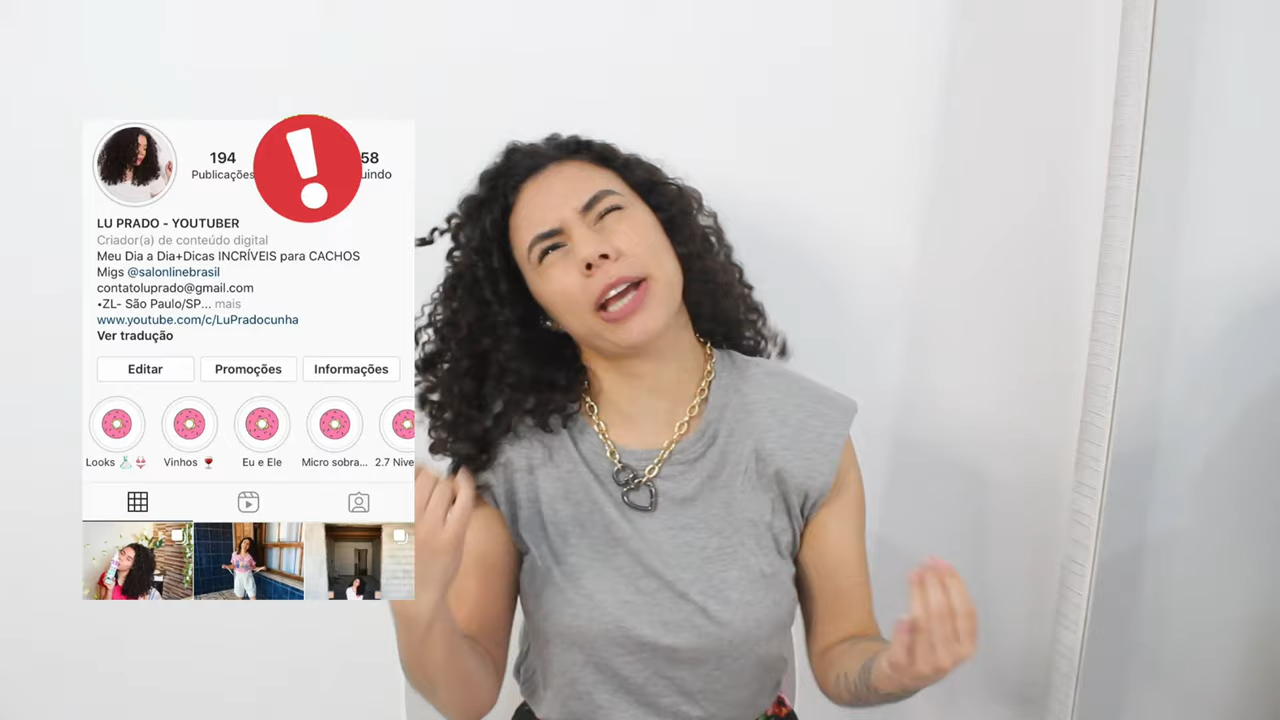 194
58
Publicações
LU PRADO - YOUTUBER
Criador(a) de conteúdo digital
Meu Dia a Dia+Dicas INCRÍVEIS para CACHOS
Migs @salonlinebrasil
contatoluprado@gmail.com
•ZL- São Paulo/SP... mais
www.youtube.com/c/LuPradocunha
Ver tradução
Editar
Promoções
Informações
Looks
Vinhos
Eu e Ele
Micro sobra...
2.7 Nive